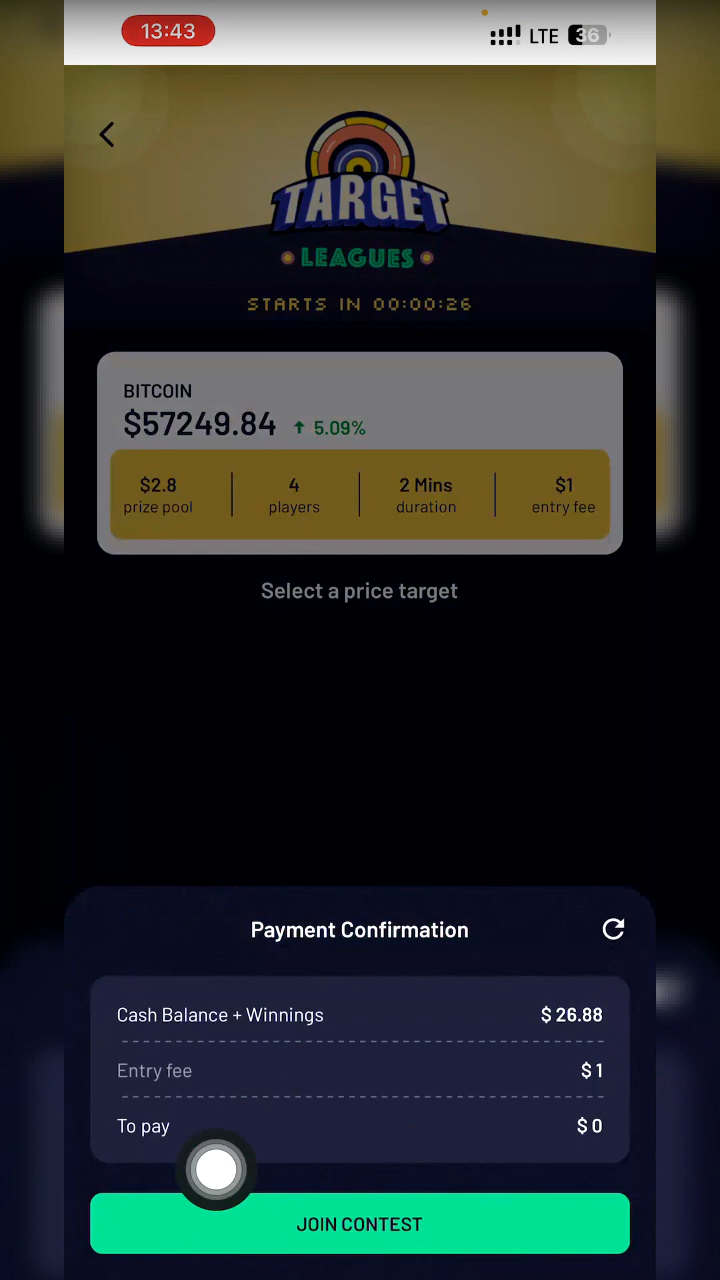 13:43
LTE 36
TARGET
LEAGUES
STARTS IN 00:00:26
BITCOIN
$57249.84 5.09%
$2.8 4 2 Mins $1
prize pool players duration entry fee
Select a price target
Payment Confirmation
Cash Balance + Winnings $ 26.88
Entry fee $ 1
To pay $ 0
JOIN CONTEST